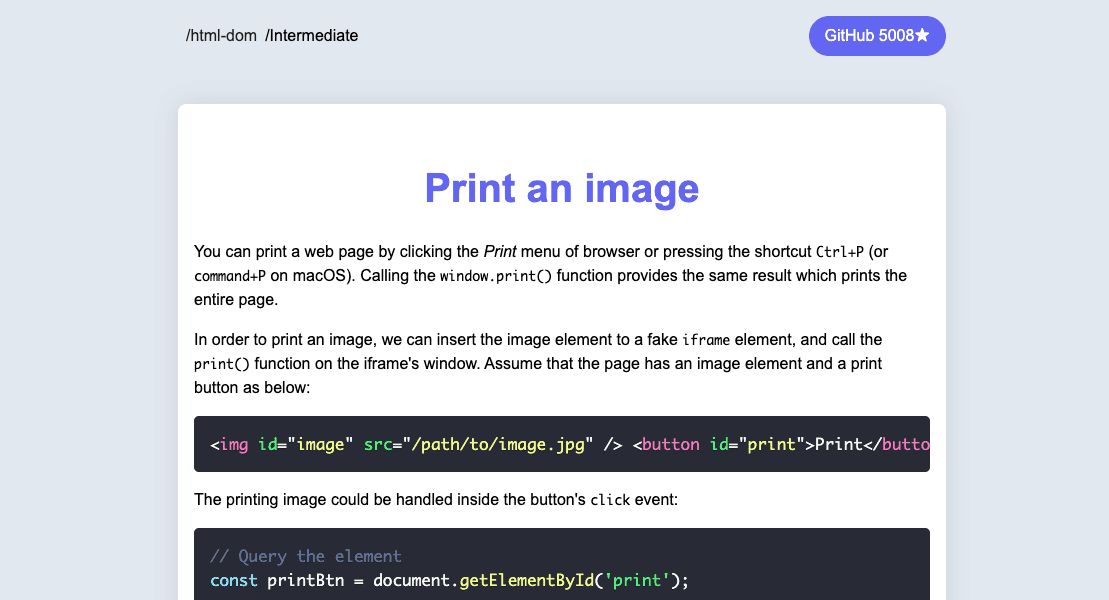 /html-dom /Intermediate
GitHub 5008★
Print an image
You can print a web page by clicking the Print menu of browser or pressing the shortcut Ctrl+P (or
command+P on macOS). Calling the window.print() function provides the same result which prints the
entire page.
In order to print an image, we can insert the image element to a fake iframe element, and call the
print() function on the iframe's window. Assume that the page has an image element and a print
button as below:
<img id="image" src="/path/to/image.jpg" /> <button id="print">Print</butto
The printing image could be handled inside the button's click event:
// Query the element
const printBtn = document.getElementById('print');